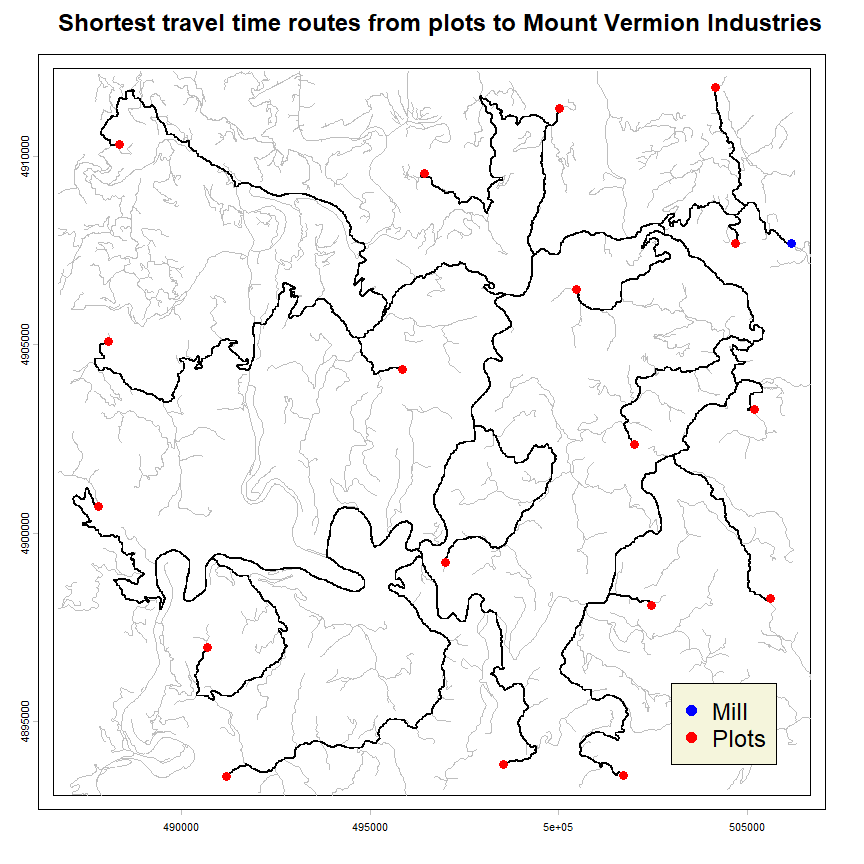 Shortest travel time routes from plots to Mount Vermion Industries
4910000
4905000
4900000
4895000
Mill
Plots
490000 495000 5e+05 505000